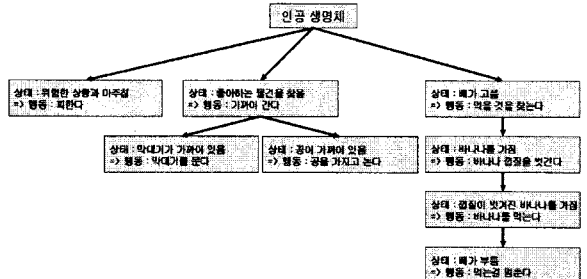 인공 생명체
상태 : 위험한 상황과 마주침
=> 행동 : 피한다
상태 : 좋아하는 물건을 찾음
=> 행동 : 가까이 간다
상태 : 배가 고픔
=> 행동 : 먹을 것을 찾는다
상태 : 막대기가 가까이 있음
=> 행동 : 막대기를 문다
상태 : 공이 가까이 있음
=> 행동 : 공을 가지고 논다
상태 : 바나나를 가짐
=> 행동 : 바나나 껍질을 벗긴다
상태 : 껍질이 벗겨진 바나나를 가짐
=> 행동 : 바나나를 먹는다
상태 : 배가 부름
=> 행동 : 먹는걸 멈춘다